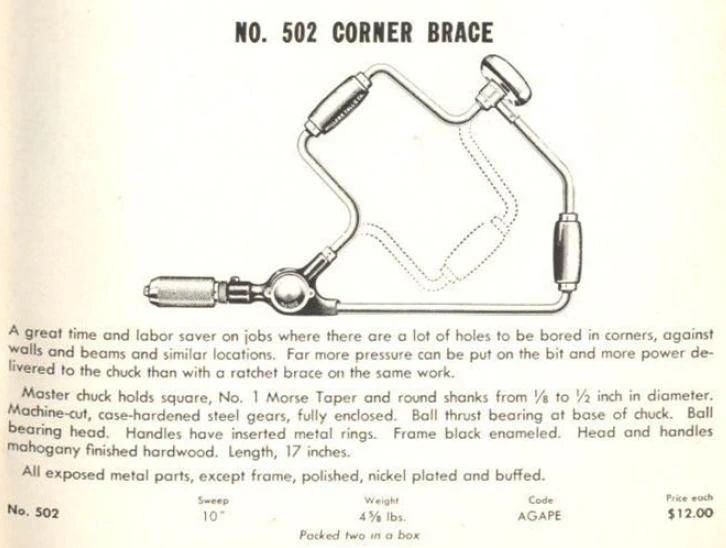 NO. 502 CORNER BRACE
A great time and labor saver on jobs where there are a lot of holes to be bored in corners, against
walls and beams and similar locations. Far more pressure can be put on the bit and more power de-
livered to the chuck than with a ratchet brace on the same work.
Master chuck holds square, No. 1 Morse Taper and round shanks from ⅛ to ½ inch in diameter.
Machine-cut, case-hardened steel gears, fully enclosed. Ball thrust bearing at base of chuck. Ball
bearing head. Handles have inserted metal rings. Frame black enameled. Head and handles
mahogany finished hardwood. Length, 17 inches.
All exposed metal parts, except frame, polished, nickel plated and buffed.
Sweep Weight Code Price each
No. 502 10" 4⅝ lbs. AGAPE $12.00
Packed two in a box